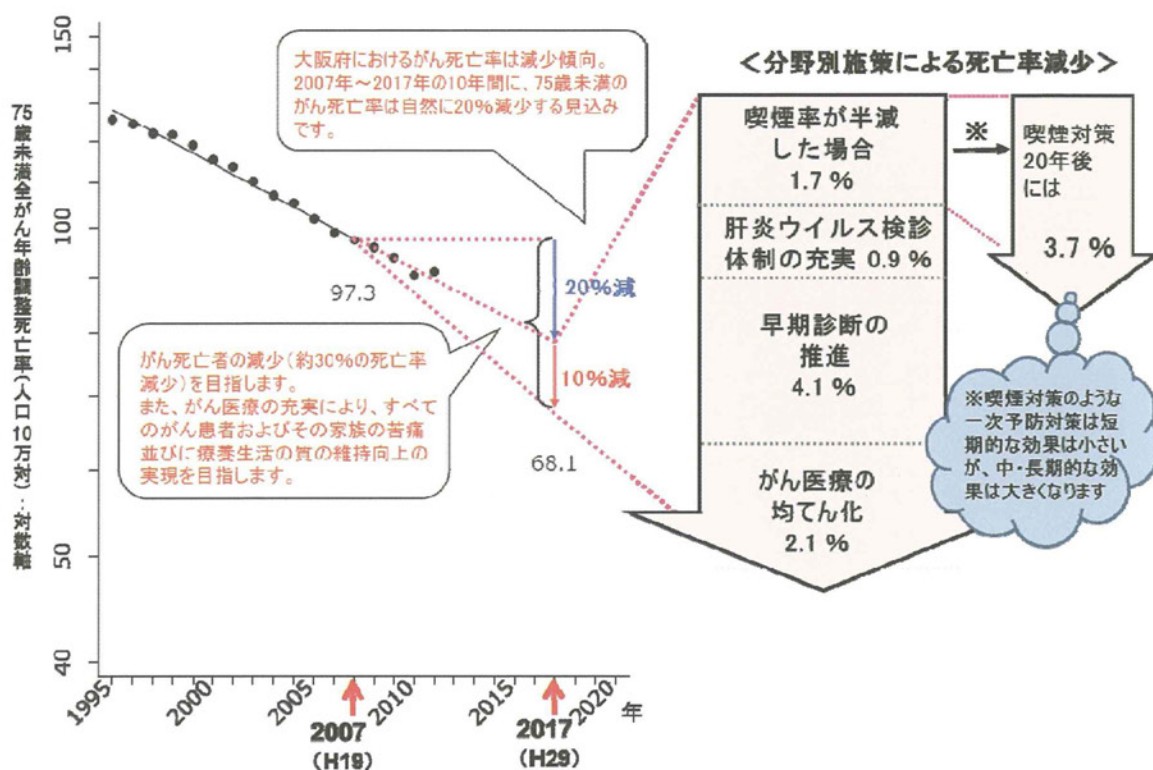 75歳未満全がん年齢調整死亡率(人口10万対):対数軸
150
100
50
40
大阪府におけるがん死亡率は減少傾向。
2007年～2017年の10年間に、75歳未満の
がん死亡率は自然に20%減少する見込み
です。
97.3
20%減
10%減
68.1
がん死亡者の減少(約30%の死亡率
減少)を目指します。
また、がん医療の充実により、すべて
のがん患者およびその家族の苦痛
並びに療養生活の質の維持向上の
実現を目指します。
1995
2000
2005
2010
2015
2020
年
2007
(H19)
2017
(H29)
＜分野別施策による死亡率減少＞
喫煙率が半減
した場合
1.7 %
肝炎ウイルス検診
体制の充実 0.9 %
早期診断の
推進
4.1 %
がん医療の
均てん化
2.1 %
※
喫煙対策
20年後
には
3.7 %
※喫煙対策のような
一次予防対策は短
期的な効果は小さい
が、中・長期的な効
果は大きくなります